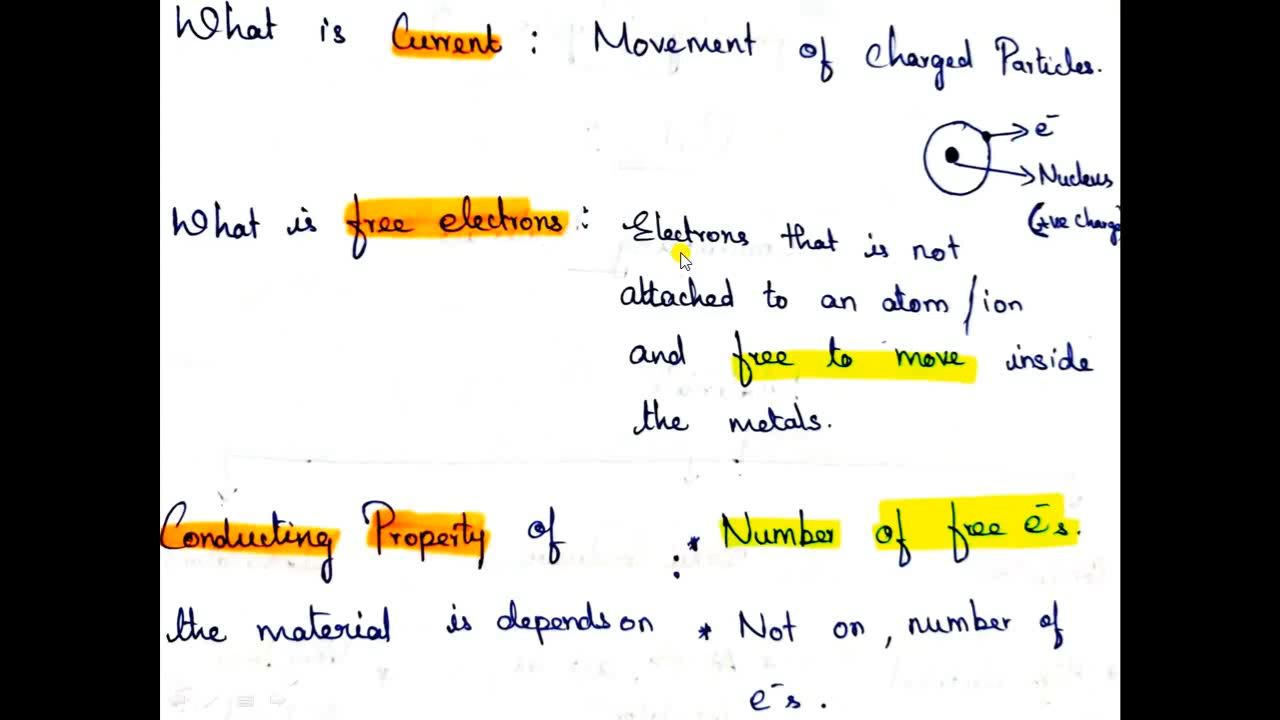 What is Current : Movement of Charged Particles.
e⁻
Nucleus
(+ve charge
What is free electrons : Electrons that is not
attached to an atom / ion
and free to move inside
the metals.
Conducting Property of : * Number of free e⁻s.
the material is depends on * Not on, number of
e⁻s.